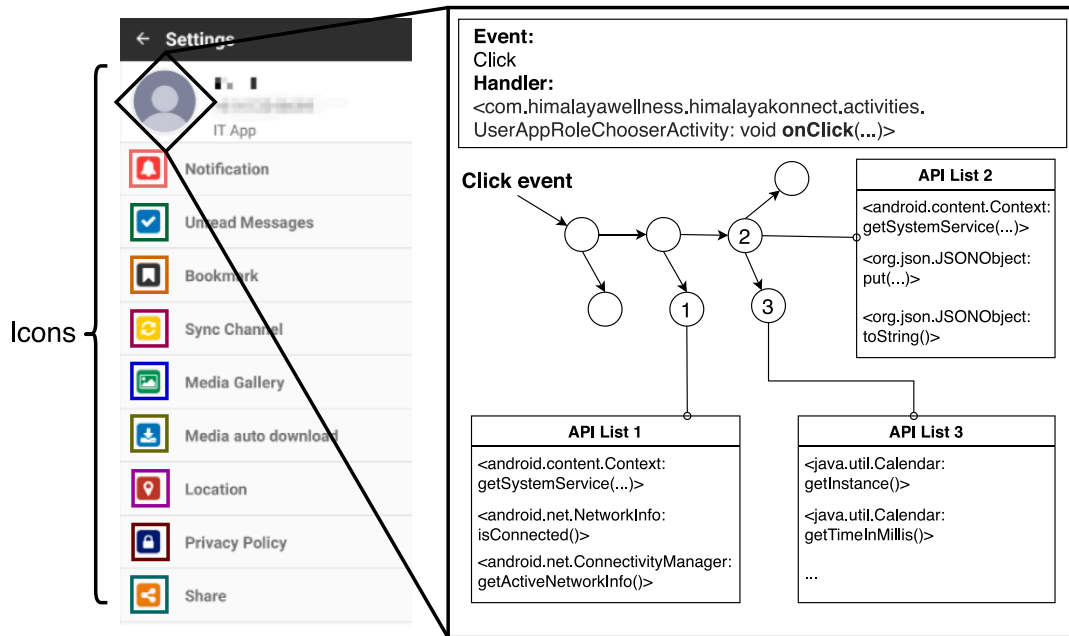 Icons
← Settings
IT App
Notification
Unread Messages
Bookmark
Sync Channel
Media Gallery
Media auto download
Location
Privacy Policy
Share
Event:
Click
Handler:
<com.himalayawellness.himalayakonnect.activities.
UserAppRoleChooserActivity: void onClick(...)>
Click event
2
1
3
API List 2
<android.content.Context:
getSystemService(...)>
<org.json.JSONObject:
put(...)>
<org.json.JSONObject:
toString()>
API List 1
<android.content.Context:
getSystemService(...)>
<android.net.NetworkInfo:
isConnected()>
<android.net.ConnectivityManager:
getActiveNetworkInfo()>
API List 3
<java.util.Calendar:
getInstance()>
<java.util.Calendar:
getTimeInMillis()>
...